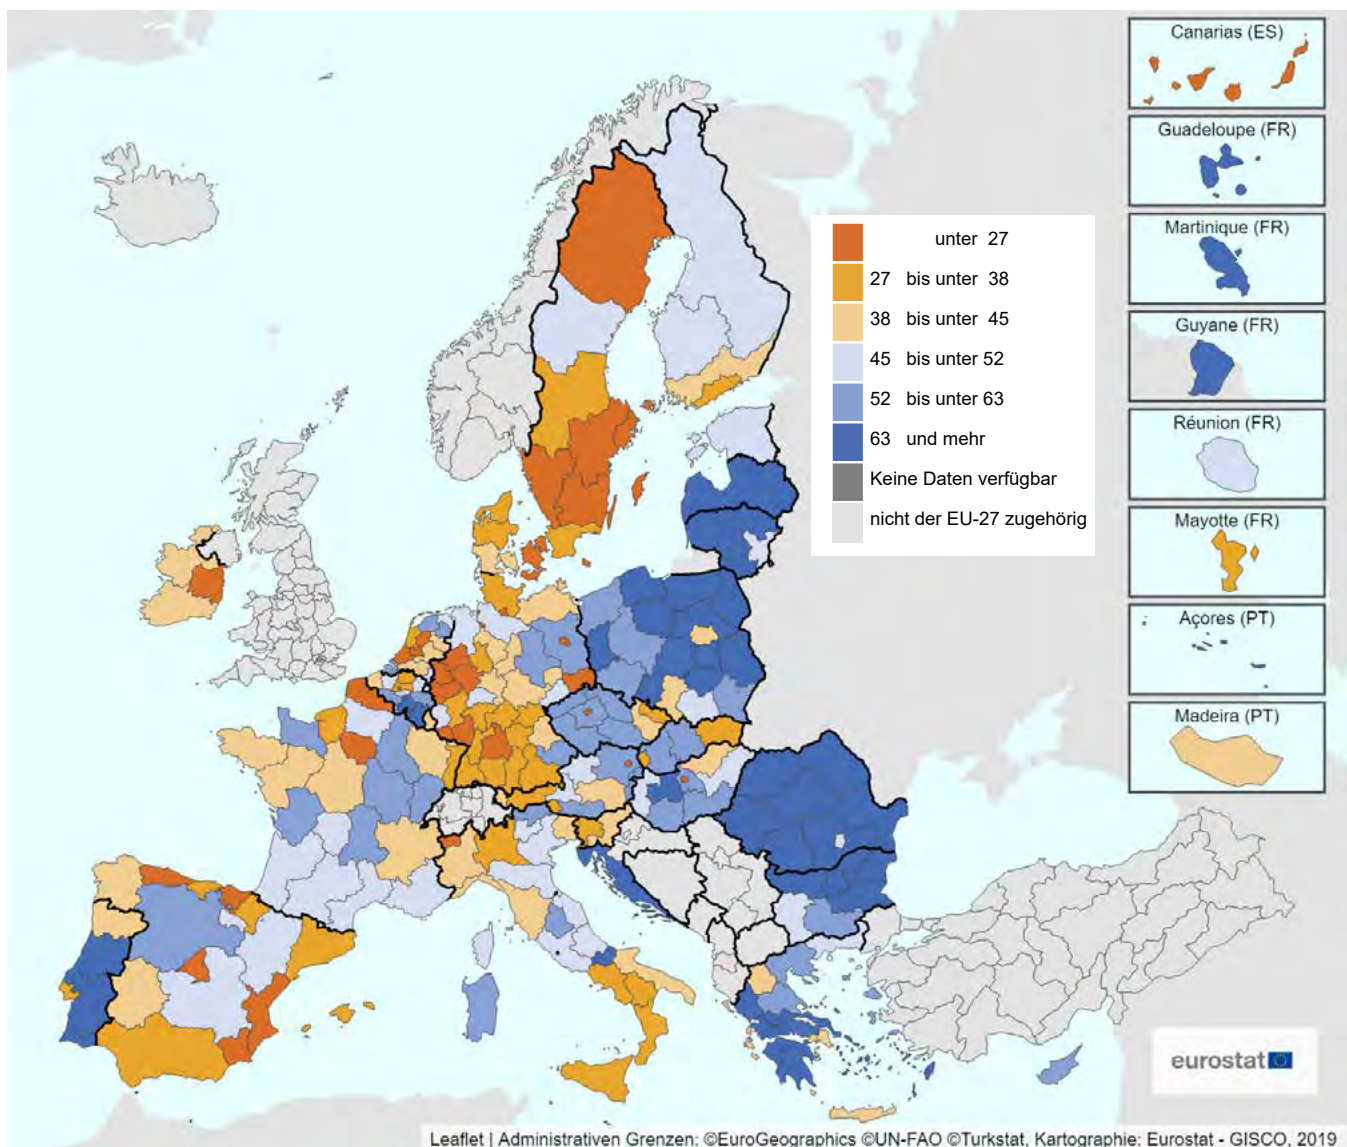 Canarias (ES)
Guadeloupe (FR)
Martinique (FR)
Guyane (FR)
Réunion (FR)
Mayotte (FR)
Açores (PT)
Madeira (PT)
unter 27
27 bis unter 38
38 bis unter 45
45 bis unter 52
52 bis unter 63
63 und mehr
Keine Daten verfügbar
nicht der EU-27 zugehörig
eurostat
Leaflet | Administrativen Grenzen: ©EuroGeographics ©UN-FAO ©Turkstat, Kartographie: Eurostat - GISCO, 2019